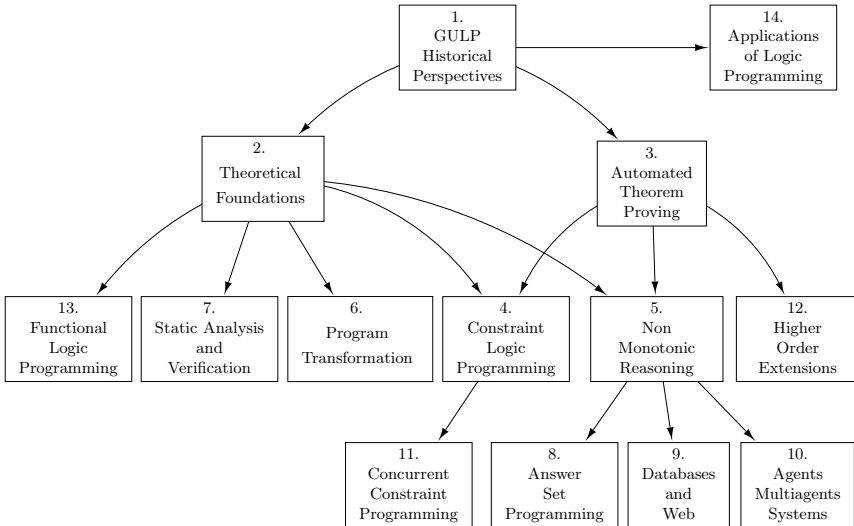 1.
GULP
Historical
Perspectives
14.
Applications
of Logic
Programming
2.
Theoretical
Foundations
3.
Automated
Theorem
Proving
13.
Functional
Logic
Programming
7.
Static Analysis
and
Verification
6.
Program
Transformation
4.
Constraint
Logic
Programming
5.
Non
Monotonic
Reasoning
12.
Higher
Order
Extensions
11.
Concurrent
Constraint
Programming
8.
Answer
Set
Programming
9.
Databases
and
Web
10.
Agents
Multiagents
Systems